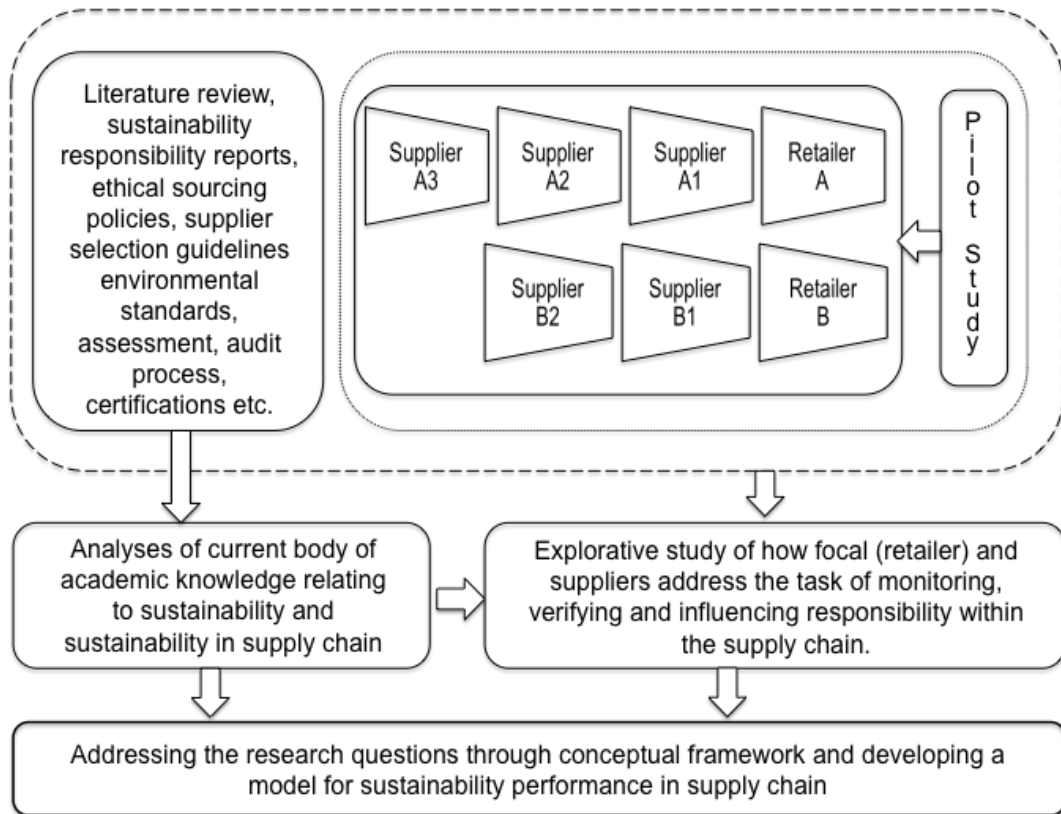 Literature review,
sustainability
responsibility reports,
ethical sourcing
policies, supplier
selection guidelines
environmental
standards,
assessment, audit
process,
certifications etc.
Supplier
A3
Supplier
A2
Supplier
A1
Retailer
A
Supplier
B2
Supplier
B1
Retailer
B
Pilot Study
Analyses of current body of
academic knowledge relating
to sustainability and
sustainability in supply chain
Explorative study of how focal (retailer) and
suppliers address the task of monitoring,
verifying and influencing responsibility within
the supply chain.
Addressing the research questions through conceptual framework and developing a
model for sustainability performance in supply chain